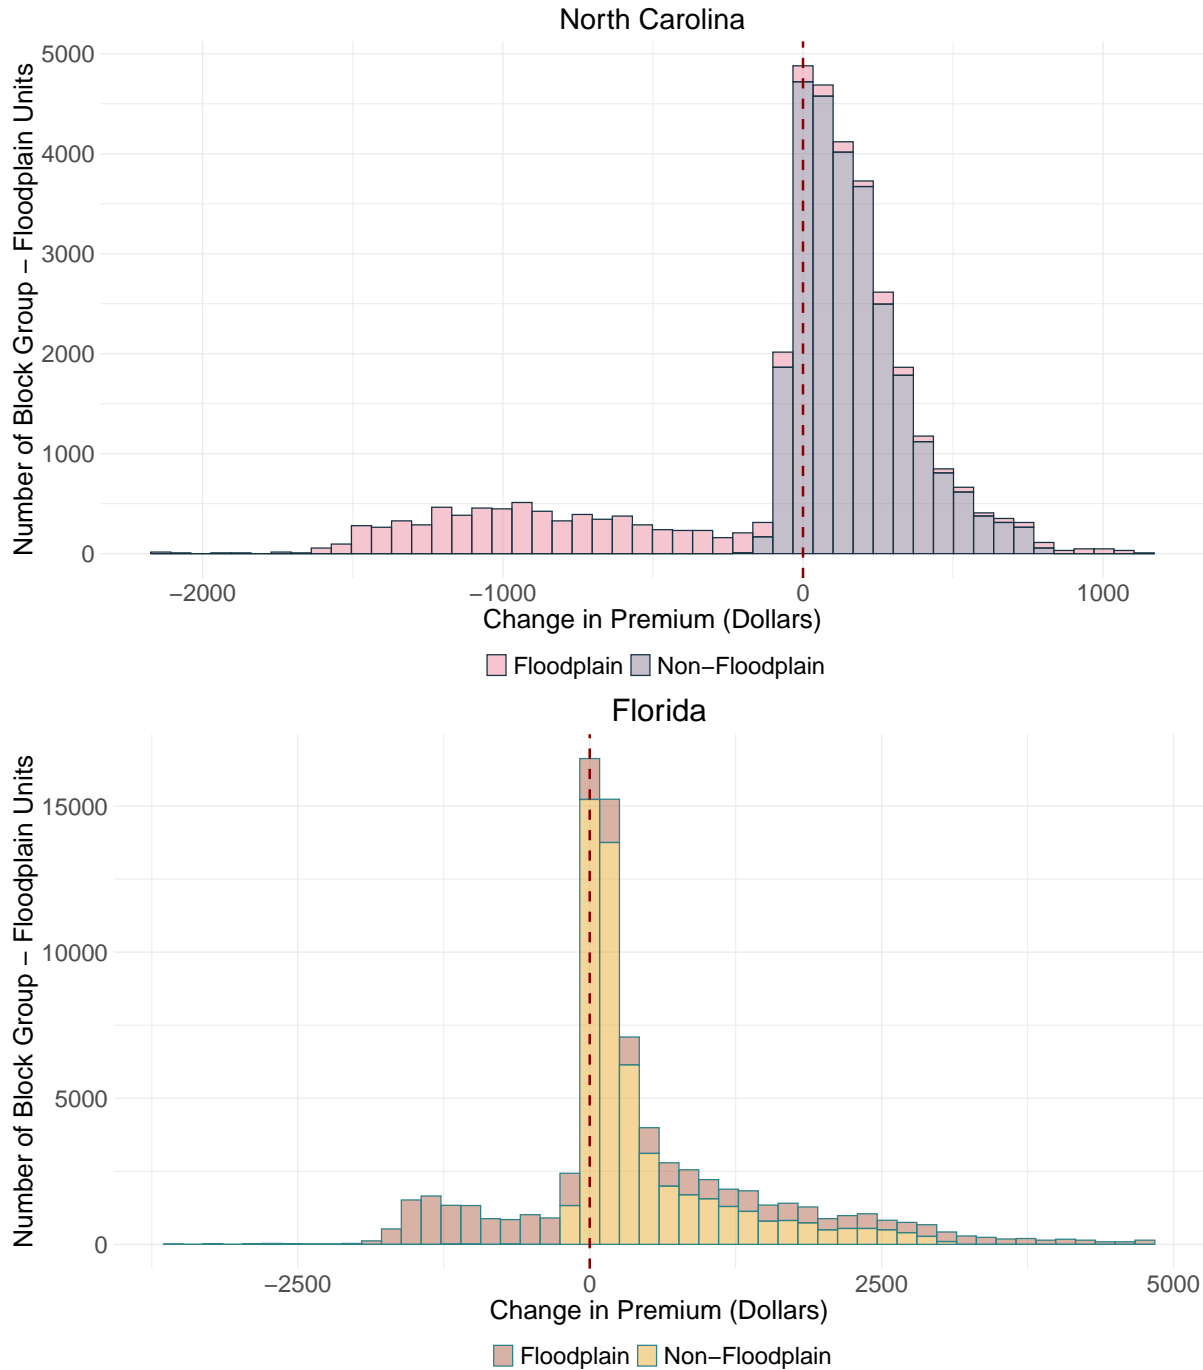 North Carolina
Number of Block Group − Floodplain Units
5000
4000
3000
2000
1000
0
−2000 −1000 0 1000
Change in Premium (Dollars)
Floodplain Non−Floodplain
Florida
Number of Block Group − Floodplain Units
15000
10000
5000
0
−2500 0 2500 5000
Change in Premium (Dollars)
Floodplain Non−Floodplain